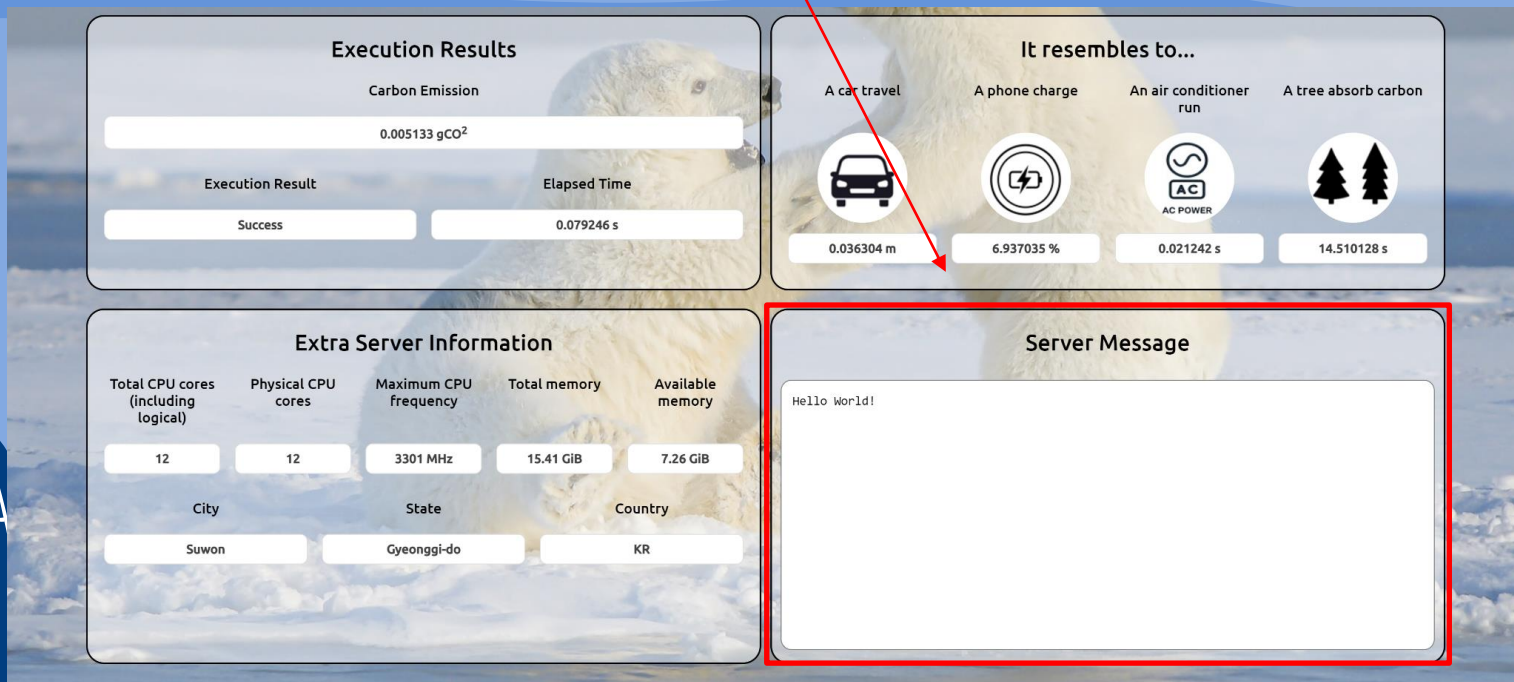 Execution Results
Carbon Emission
0.005133 gCO²
Execution Result
Elapsed Time
Success
0.079246 s
It resembles to...
A car travel
A phone charge
An air conditioner
run
A tree absorb carbon
AC
AC POWER
0.036304 m
6.937035 %
0.021242 s
14.510128 s
Extra Server Information
Total CPU cores
(including
logical)
Physical CPU
cores
Maximum CPU
frequency
Total memory
Available
memory
12
12
3301 MHz
15.41 GiB
7.26 GiB
City
State
Country
Suwon
Gyeonggi-do
KR
Server Message
Hello World!